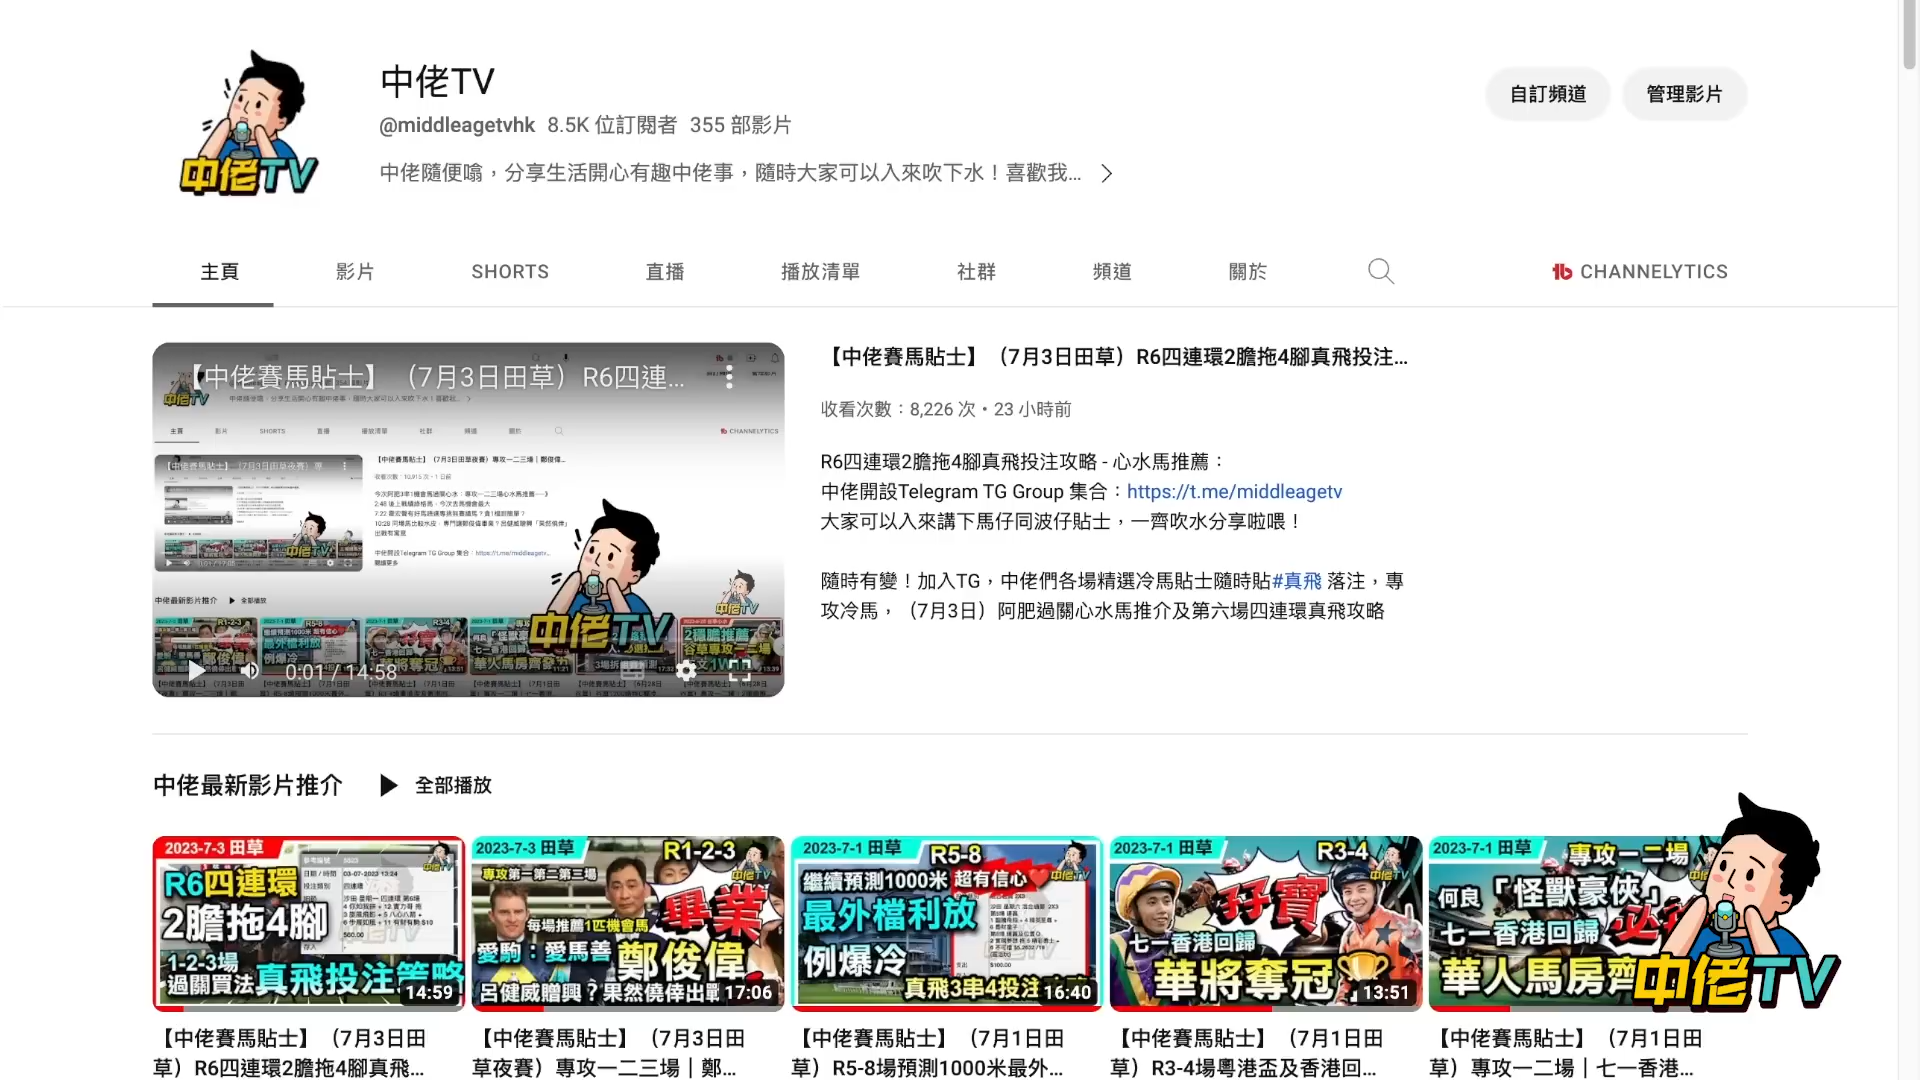 中佬TV
中佬TV
@middleagetvhk 8.5K 位訂閱者 355 部影片
中佬隨便噏，分享生活開心有趣中佬事，隨時大家可以入來吹下水！喜歡我...
自訂頻道
管理影片
主頁
影片
SHORTS
直播
播放清單
社群
頻道
關於
CHANNELYTICS
【中佬賽馬貼士】（7月3日田草）R6四連...
中佬TV
0:01 / 14:58
【中佬賽馬貼士】（7月3日田草）R6四連環2膽拖4腳真飛投注...
收看次數：8,226 次・23 小時前
R6四連環2膽拖4腳真飛投注攻略 - 心水馬推薦：
中佬開設Telegram TG Group 集合：https://t.me/middleagetv
大家可以入來講下馬仔同波仔貼士，一齊吹水分享啦喂！
隨時有變！加入TG，中佬們各場精選冷馬貼士隨時貼#真飛 落注，專
攻冷馬，（7月3日）阿肥過關心水馬推介及第六場四連環真飛攻略
中佬最新影片推介
全部播放
2023-7-3 田草
R6四連環
2膽拖4腳
1-2-3場
過關買法
真飛投注策略
14:59
2023-7-3 田草
R1-2-3
專攻第一第二第三場
每場推薦1匹機會馬
畢業
愛駒：愛馬善
鄭俊偉
呂健威贈興？果然僥倖出戰
17:06
2023-7-1 田草
R5-8
繼續預測1000米 超有信心
最外檔利放
例爆冷
真飛3串4投注
16:40
2023-7-1 田草
R3-4
孖寶
七一香港回歸
華將奪冠
13:51
2023-7-1 田草
專攻一二場
何良「怪獸豪俠」
七一香港回歸
華人馬房齊
中佬TV
【中佬賽馬貼士】（7月3日田
草）R6四連環2膽拖4腳真飛...
【中佬賽馬貼士】（7月3日田
草夜賽）專攻一二三場｜鄭...
【中佬賽馬貼士】（7月1日田
草）R5-8場預測1000米最外...
【中佬賽馬貼士】（7月1日田
草）R3-4場粵港盃及香港回...
【中佬賽馬貼士】（7月1日田
草）專攻一二場｜七一香港...